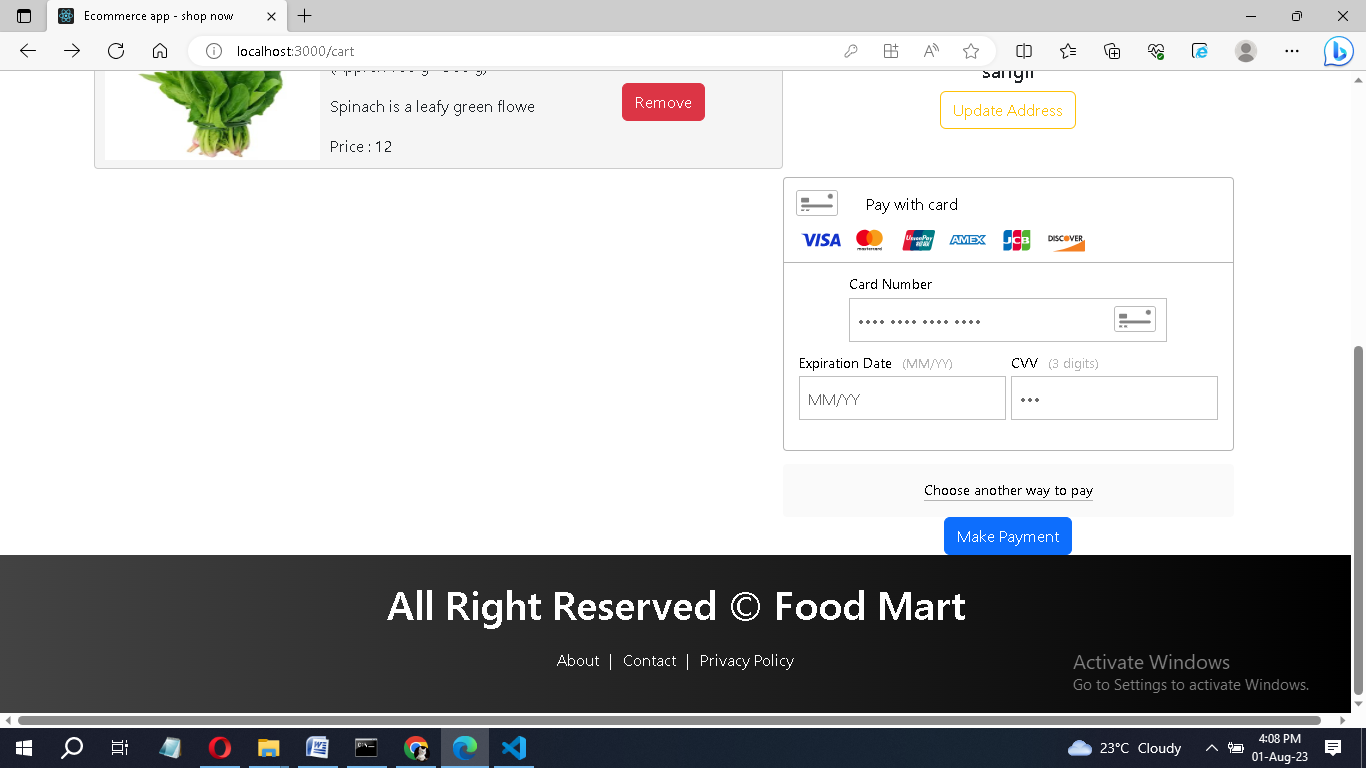 Ecommerce app - shop now
localhost:3000/cart
Spinach is a leafy green flowe
Remove
Price : 12
sangli
Update Address
Pay with card
VISA mastercard UnionPay AMEX JCB DISCOVER
Card Number
•••• •••• •••• ••••
Expiration Date (MM/YY) CVV (3 digits)
MM/YY •••
Choose another way to pay
Make Payment
All Right Reserved © Food Mart
About | Contact | Privacy Policy
Activate Windows
Go to Settings to activate Windows.
23°C Cloudy
4:08 PM
01-Aug-23